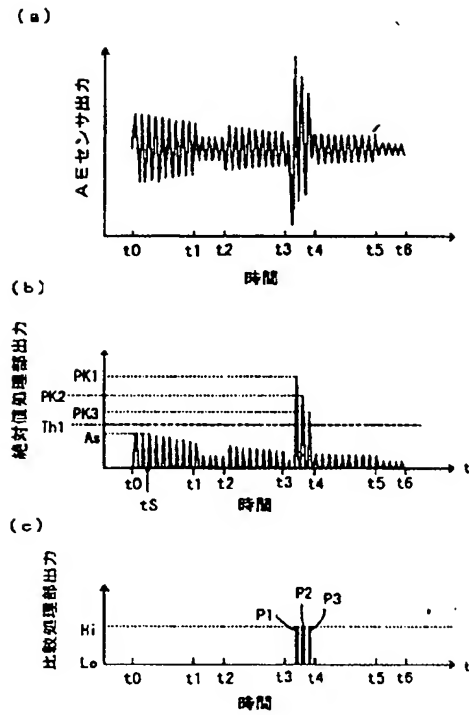 (a)
AEセンサ出力
t0 t1 t2 t3 t4 t5 t6
時間
(b)
絶対値処理部出力
PK1
PK2
PK3
Th1
As
t0 t1 t2 t3 t4 t5 t6 t
tS
時間
(c)
比較処理部出力
P1 P2 P3
Hi
Lo
t0 t1 t2 t3 t4 t5 t6 t
時間